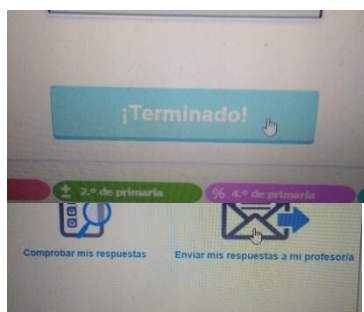 ¡Terminado!
± 2.º de primaria % 4.º de primaria
Comprobar mis respuestas Enviar mis respuestas a mi profesor/a